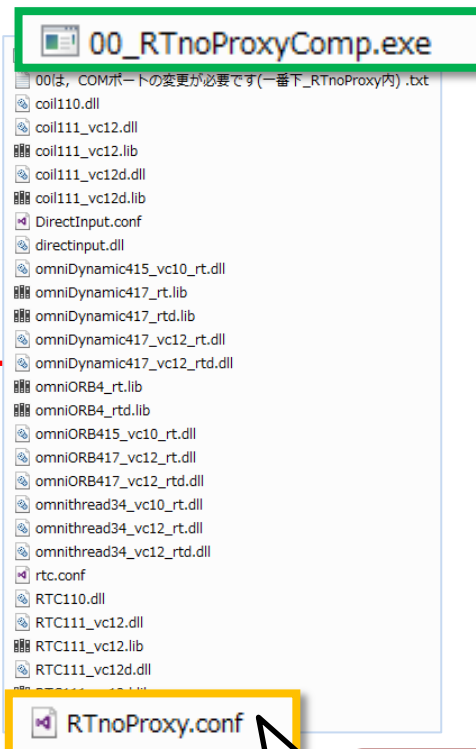 00_RTnoProxyComp.exe
00は，COMポートの変更が必要です(一番下_RTnoProxy内) .txt
coil110.dll
coil111_vc12.dll
coil111_vc12.lib
coil111_vc12d.dll
coil111_vc12d.lib
DirectInput.conf
directinput.dll
omniDynamic415_vc10_rt.dll
omniDynamic417_rt.lib
omniDynamic417_rtd.lib
omniDynamic417_vc12_rt.dll
omniDynamic417_vc12_rtd.dll
omniORB4_rt.lib
omniORB4_rtd.lib
omniORB415_vc10_rt.dll
omniORB417_vc12_rt.dll
omniORB417_vc12_rtd.dll
omnithread34_vc10_rt.dll
omnithread34_vc12_rt.dll
omnithread34_vc12_rtd.dll
rtc.conf
RTC110.dll
RTC111_vc12.dll
RTC111_vc12.lib
RTC111_vc12d.dll
RTnoProxy.conf